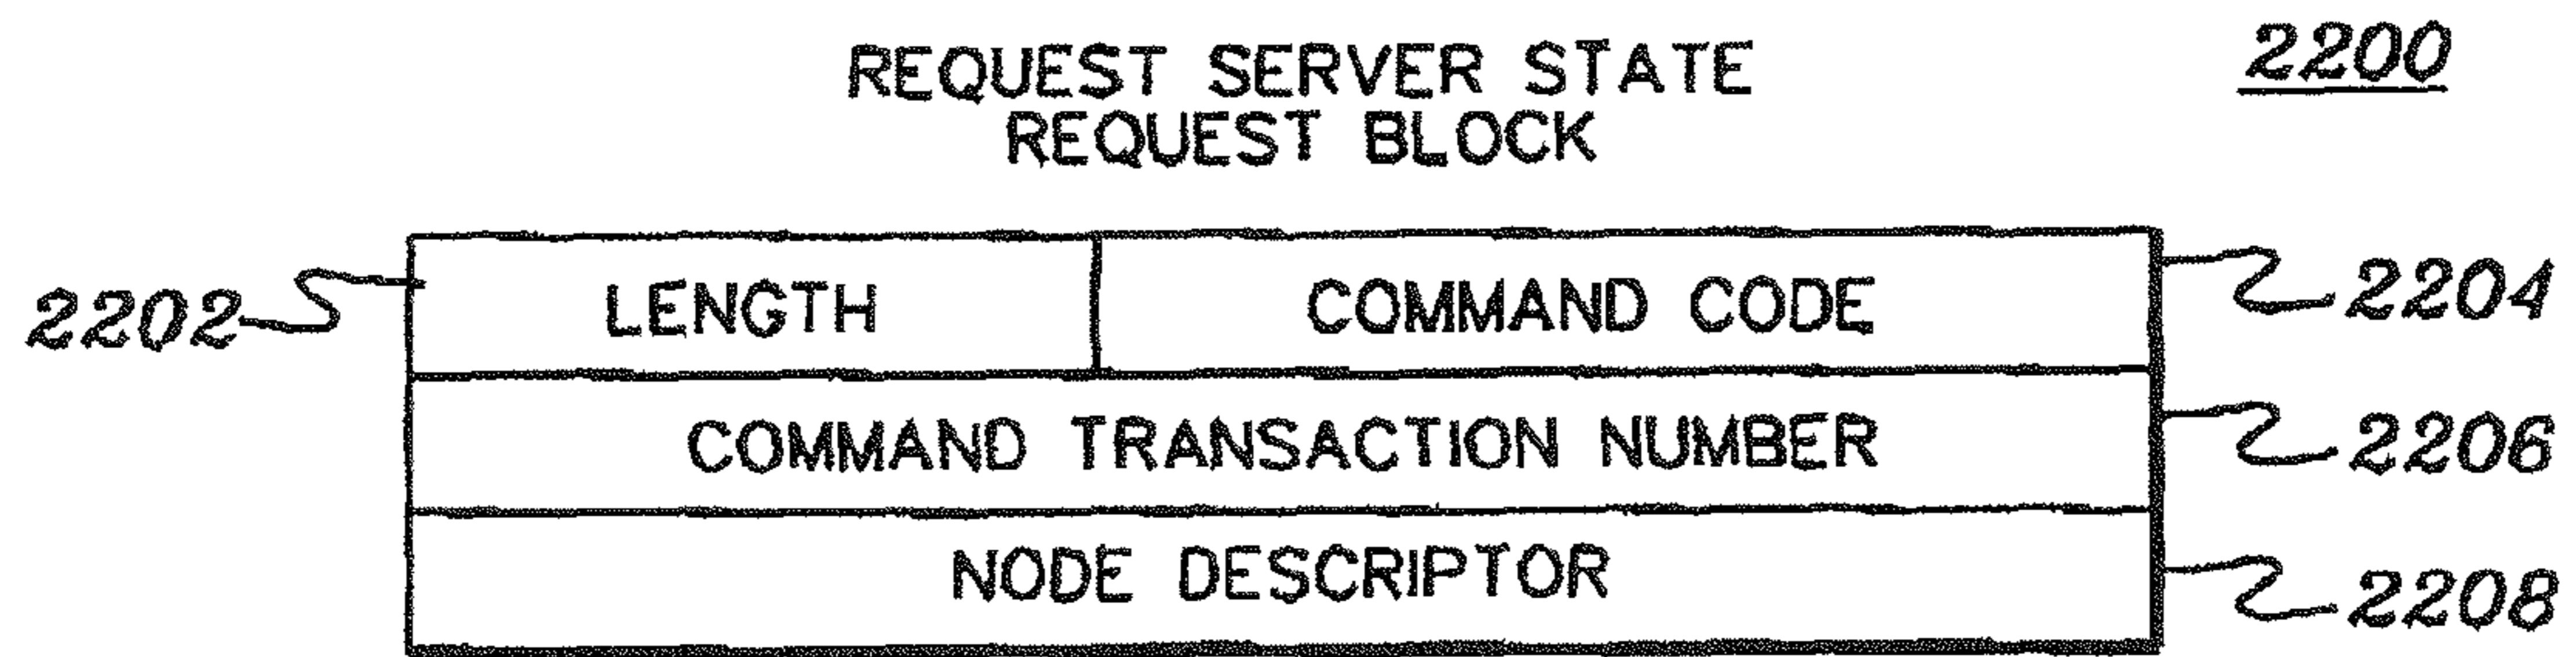 REQUEST SERVER STATE
REQUEST BLOCK
2200
2202
LENGTH
COMMAND CODE
2204
COMMAND TRANSACTION NUMBER
2206
NODE DESCRIPTOR
2208